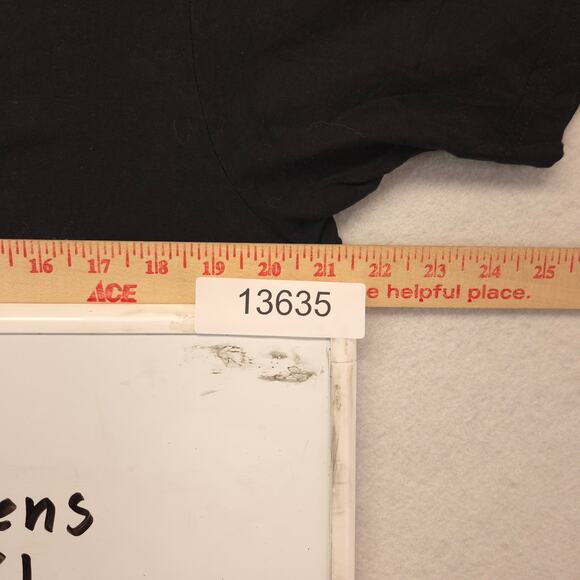 16 17 18 19 20 21 22 23 24 25
ACE
e helpful place.
13635
ens